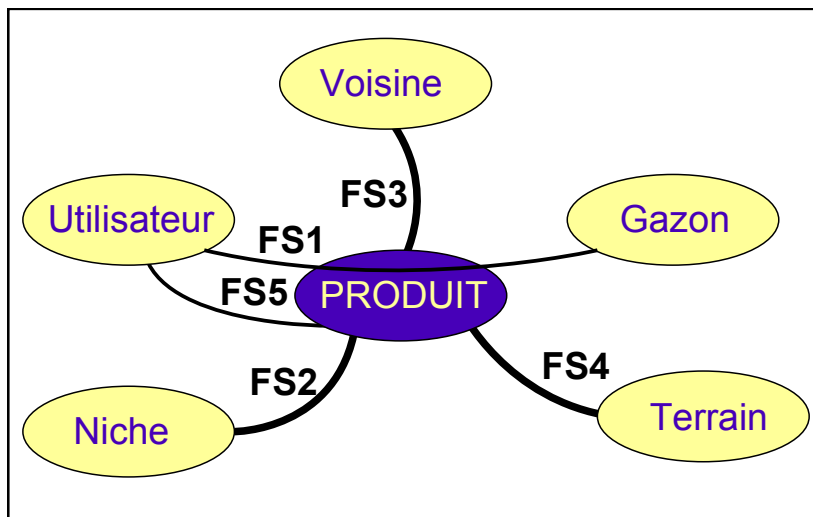 Voisine
FS3
Utilisateur
Gazon
FS1
FS5
PRODUIT
FS2
FS4
Niche
Terrain